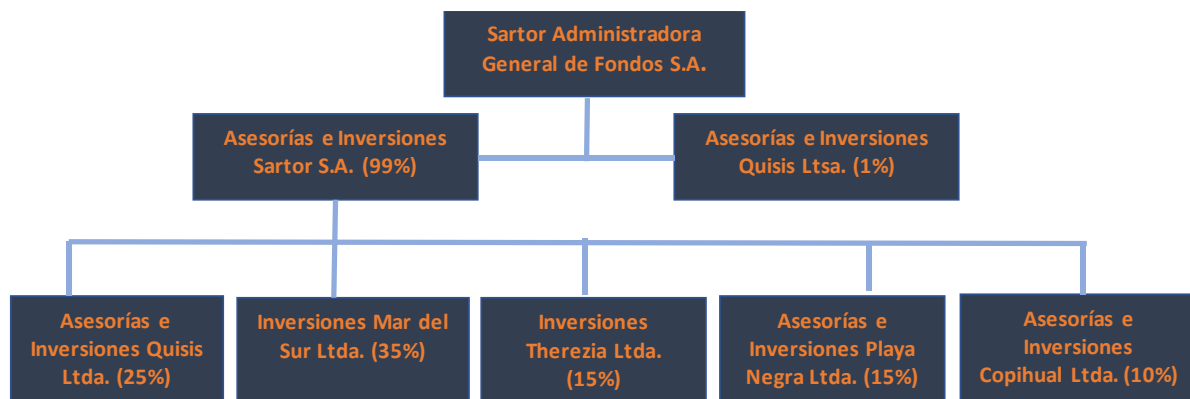 Sartor Administradora
General de Fondos S.A.
Asesorías e Inversiones
Sartor S.A. (99%)
Asesorías e Inversiones
Quisis Ltsa. (1%)
Asesorías e
Inversiones Quisis
Ltda. (25%)
Inversiones Mar del
Sur Ltda. (35%)
Inversiones
Therezia Ltda.
(15%)
Asesorías e
Inversiones Playa
Negra Ltda. (15%)
Asesorías e
Inversiones
Copihual Ltda. (10%)